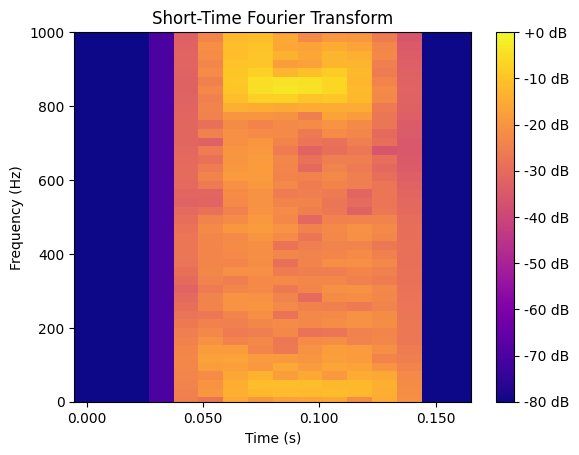 Short-Time Fourier Transform
1000
800
600
400
200
0
Frequency (Hz)
0.000
0.050
0.100
0.150
Time (s)
+0 dB
-10 dB
-20 dB
-30 dB
-40 dB
-50 dB
-60 dB
-70 dB
-80 dB